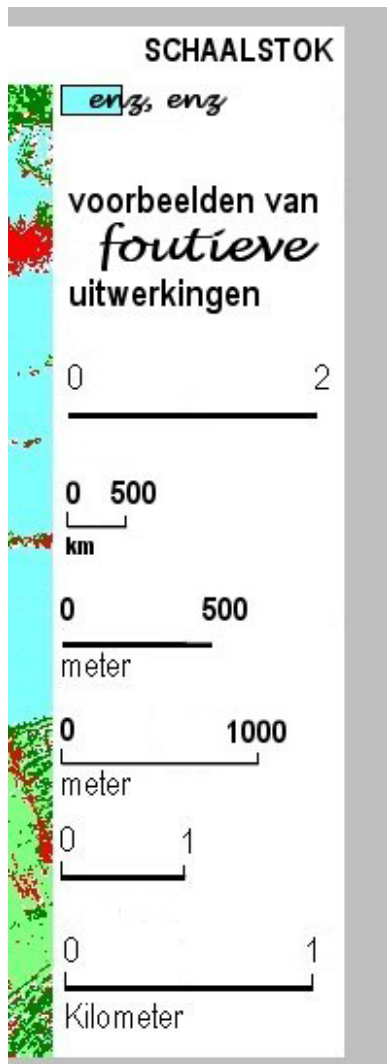 SCHAALSTOK
enz, enz
voorbeelden van
foutieve
uitwerkingen
0 2
0 500
km
0 500
meter
0 1000
meter
0 1
0 1
Kilometer